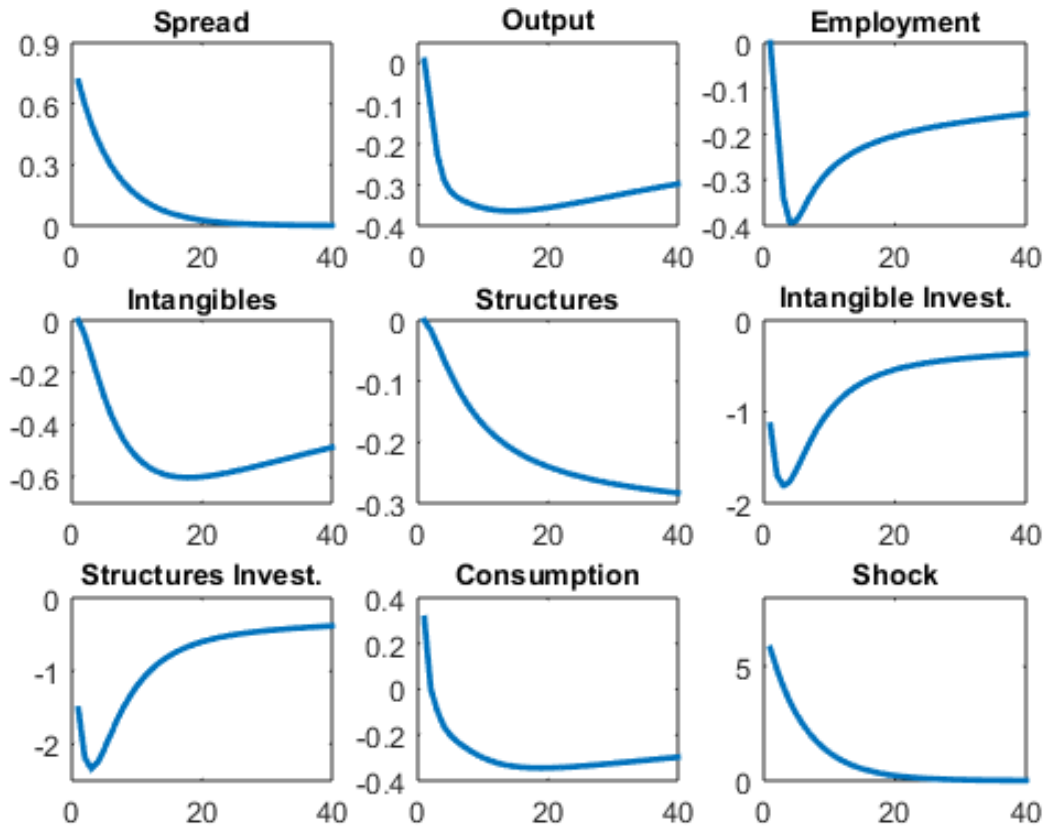 Spread
Output
Employment
0.9
0.6
0.3
0
0 20 40
0
-0.1
-0.2
-0.3
-0.4
0 20 40
0
-0.1
-0.2
-0.3
-0.4
0 20 40
Intangibles
Structures
Intangible Invest.
0
-0.2
-0.4
-0.6
0 20 40
0
-0.1
-0.2
-0.3
0 20 40
0
-1
-2
0 20 40
Structures Invest.
Consumption
Shock
0
-1
-2
0 20 40
0.4
0.2
0
-0.2
-0.4
0 20 40
5
0
0 20 40